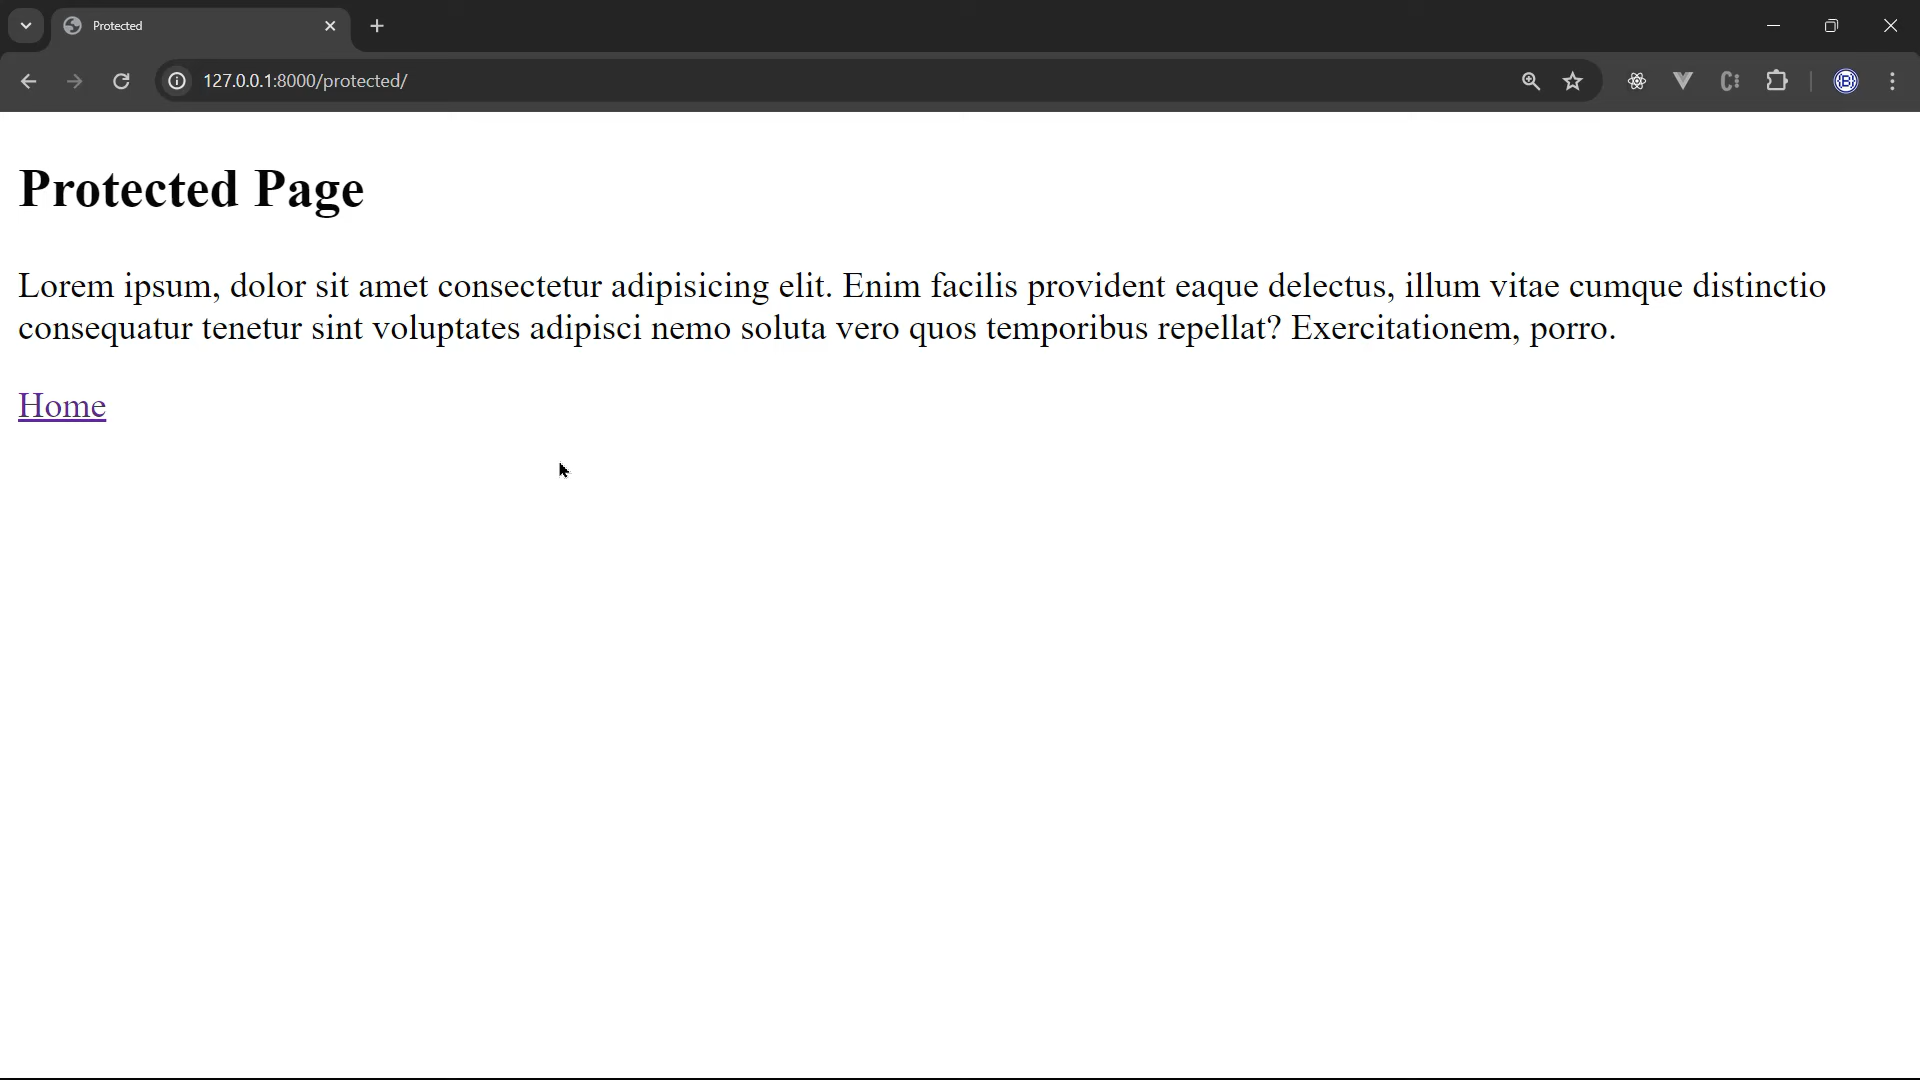 Protected
127.0.0.1:8000/protected/
Protected Page
Lorem ipsum, dolor sit amet consectetur adipisicing elit. Enim facilis provident eaque delectus, illum vitae cumque distinctio
consequatur tenetur sint voluptates adipisci nemo soluta vero quos temporibus repellat? Exercitationem, porro.
Home